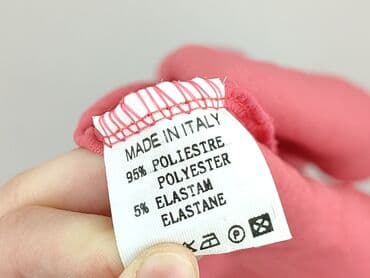 MADE IN ITALY
95% POLIESTRE
POLYESTER
5% ELASTAM
ELASTANE
P